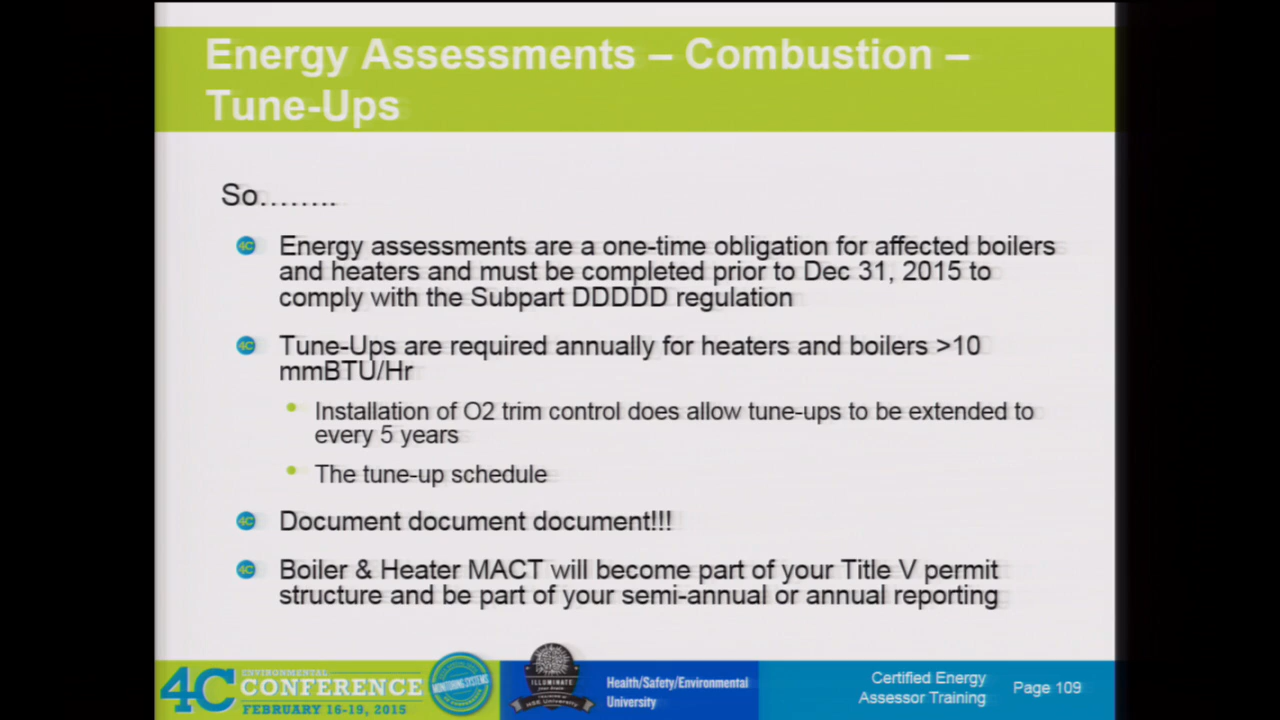 Energy Assessments – Combustion –
Tune-Ups
So........
Energy assessments are a one-time obligation for affected boilers
and heaters and must be completed prior to Dec 31, 2015 to
comply with the Subpart DDDDD regulation
Tune-Ups are required annually for heaters and boilers >10
mmBTU/Hr
Installation of O2 trim control does allow tune-ups to be extended to
every 5 years
The tune-up schedule
Document document document!!!
Boiler & Heater MACT will become part of your Title V permit
structure and be part of your semi-annual or annual reporting
4C ENVIRONMENTAL
CONFERENCE
FEBRUARY 16-19, 2015
MONITORING SYSTEMS
ILLUMINATE
HSE University
Health/Safety/Environmental
University
Certified Energy
Assessor Training
Page 109